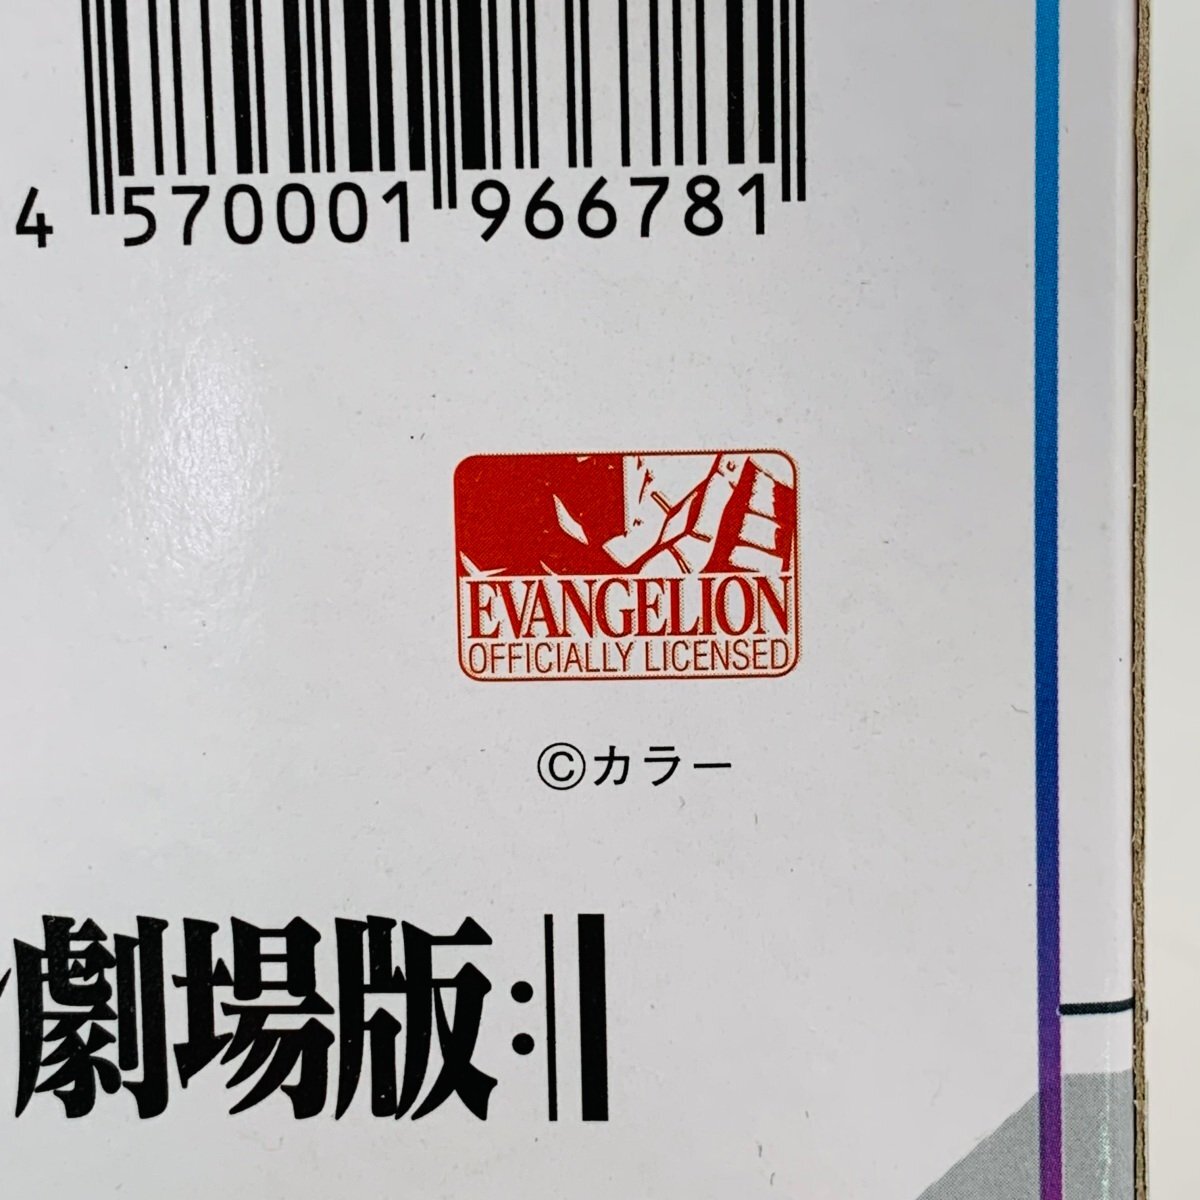 4 570001 966781
EVANGELION
OFFICIALLY LICENSED
©カラー
劇場版:||